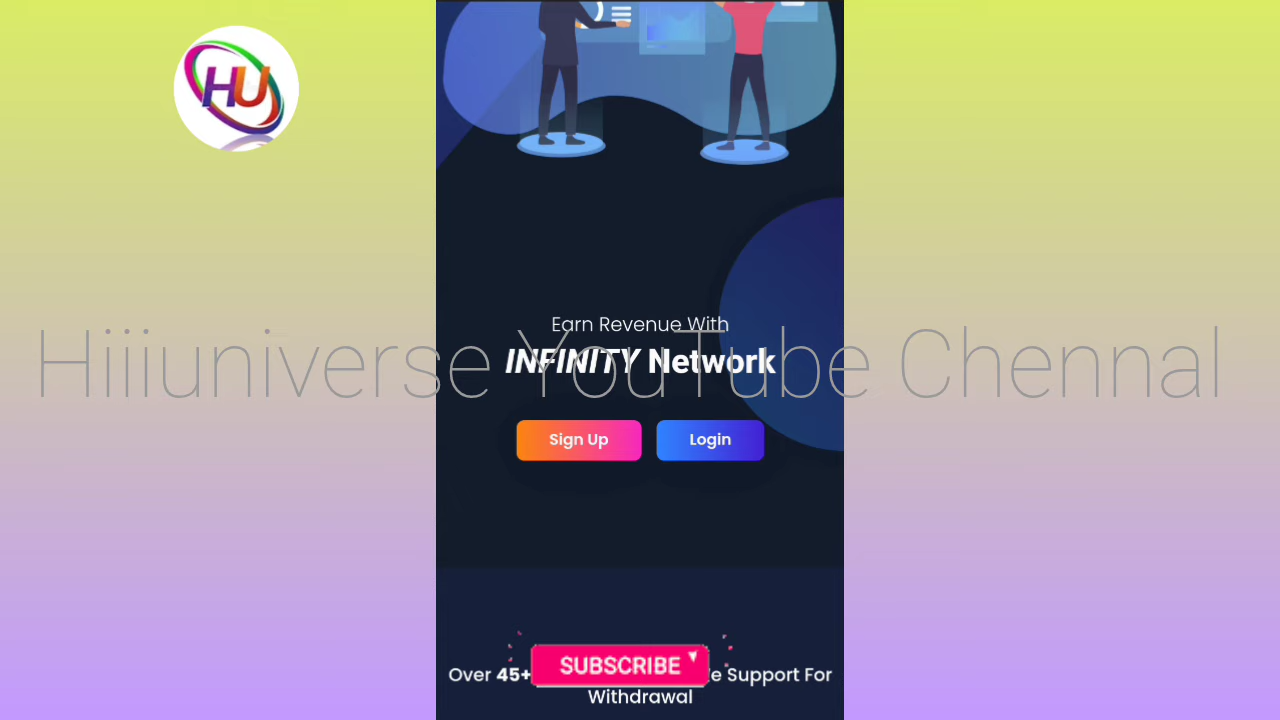 HU
Earn Revenue With
INFINITY Network
Hiiiuniverse YouTube Chennal
Sign Up Login
SUBSCRIBE
Over 45+ Support For
Withdrawal